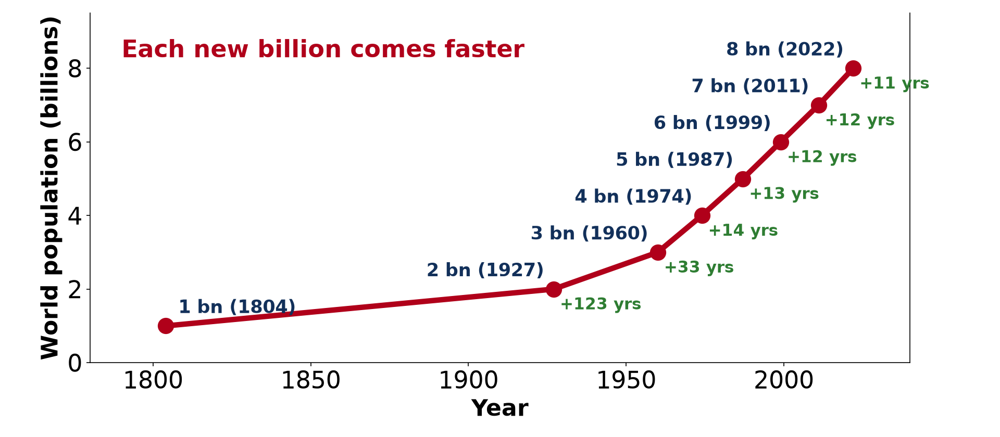 Each new billion comes faster
World population (billions)
8
6
4
2
0
8 bn (2022)
+11 yrs
7 bn (2011)
+12 yrs
6 bn (1999)
+12 yrs
5 bn (1987)
+13 yrs
4 bn (1974)
+14 yrs
3 bn (1960)
+33 yrs
2 bn (1927)
+123 yrs
1 bn (1804)
1800 1850 1900 1950 2000
Year